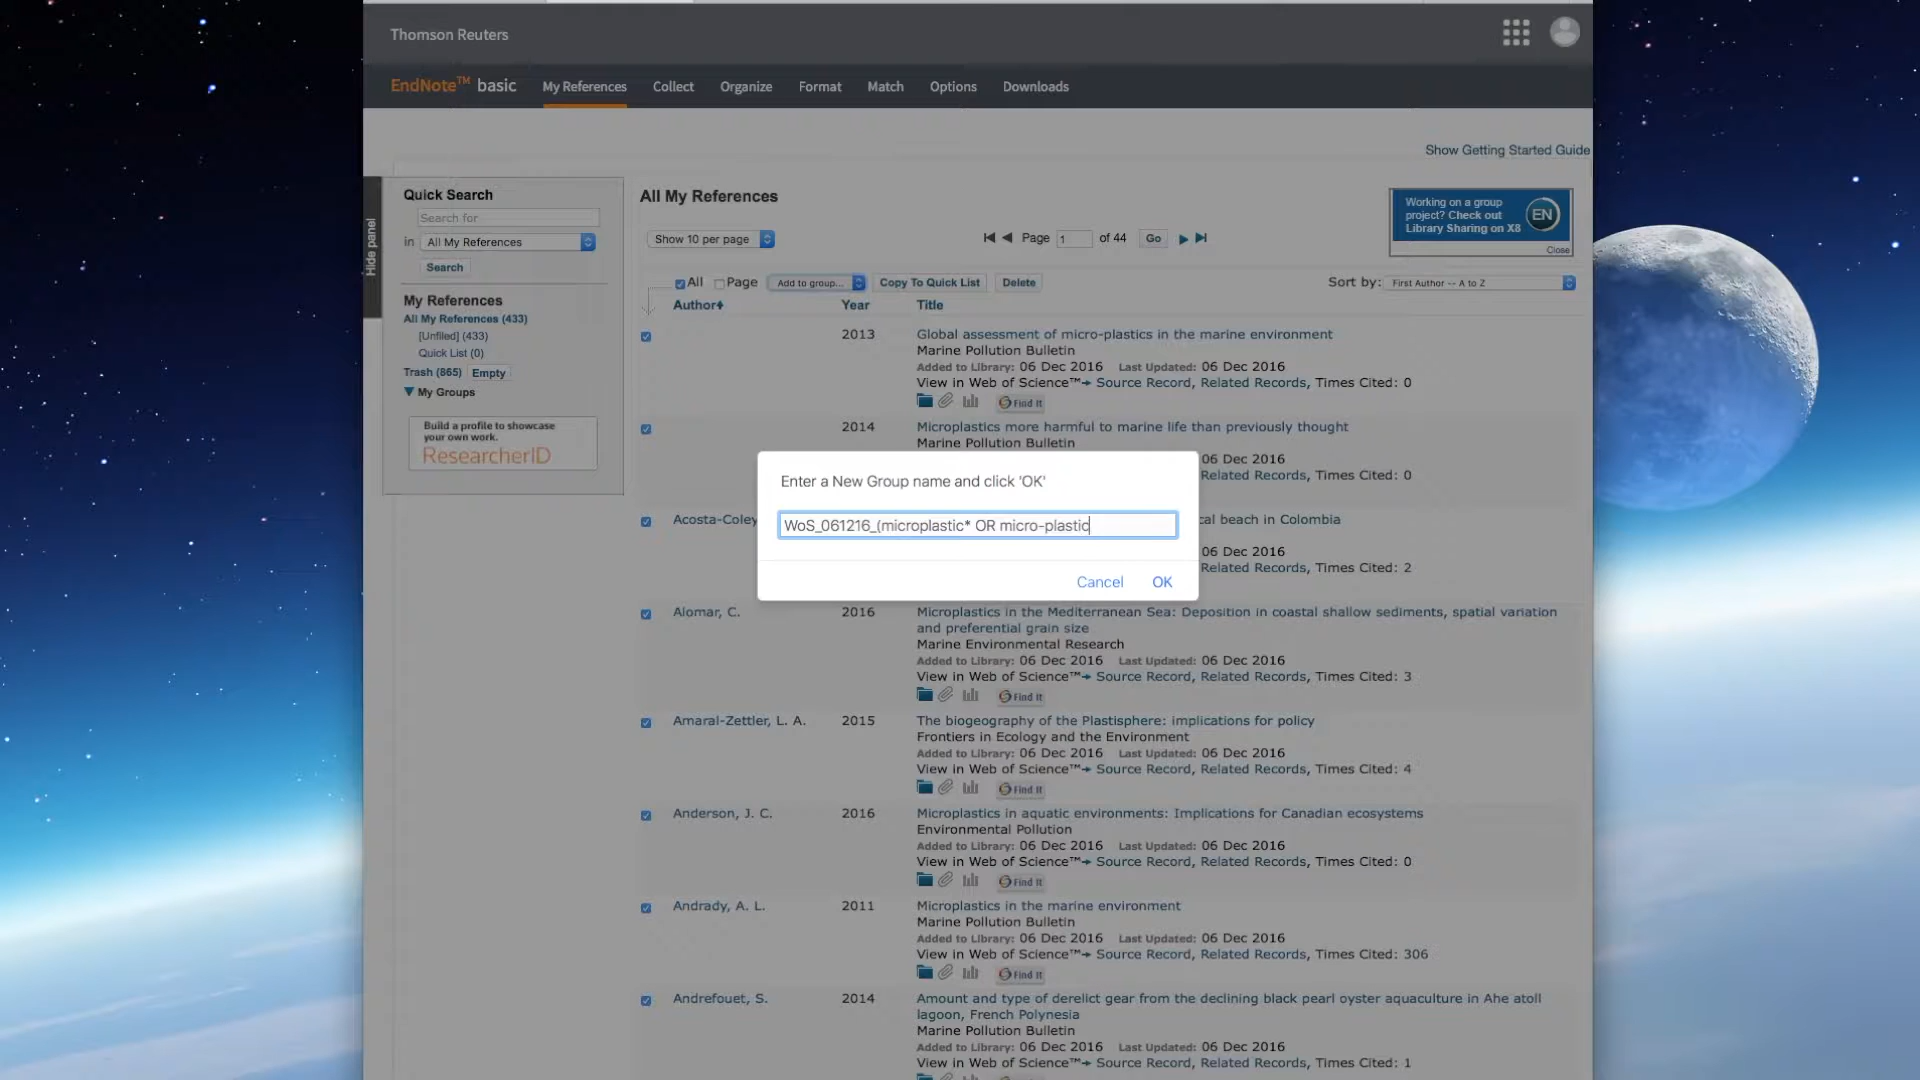 Thomson Reuters
EndNote™ basic My References Collect Organize Format Match Options Downloads
Show Getting Started Guide
Hide panel
Quick Search
Search for
in All My References
Search
My References
All My References (433)
[Unfiled] (433)
Quick List (0)
Trash (865) Empty
▼ My Groups
Build a profile to showcase
your own work.
ResearcherID
All My References
Show 10 per page
Page 1 of 44 Go
Working on a group
project? Check out
Library Sharing on X8
EN
Close
All Page Add to group... Copy To Quick List Delete
Sort by: First Author -- A to Z
Author Year Title
2013 Global assessment of micro-plastics in the marine environment
Marine Pollution Bulletin
Added to Library: 06 Dec 2016 Last Updated: 06 Dec 2016
View in Web of Science™ Source Record, Related Records, Times Cited: 0
Find It
2014 Microplastics more harmful to marine life than previously thought
Marine Pollution Bulletin
06 Dec 2016
Related Records, Times Cited: 0
Enter a New Group name and click 'OK'
WoS_061216_(microplastic* OR micro-plastic
Cancel OK
Acosta-Coley
cal beach in Colombia
06 Dec 2016
Related Records, Times Cited: 2
Alomar, C. 2016 Microplastics in the Mediterranean Sea: Deposition in coastal shallow sediments, spatial variation
and preferential grain size
Marine Environmental Research
Added to Library: 06 Dec 2016 Last Updated: 06 Dec 2016
View in Web of Science™ Source Record, Related Records, Times Cited: 3
Find It
Amaral-Zettler, L. A. 2015 The biogeography of the Plastisphere: implications for policy
Frontiers in Ecology and the Environment
Added to Library: 06 Dec 2016 Last Updated: 06 Dec 2016
View in Web of Science™ Source Record, Related Records, Times Cited: 4
Find It
Anderson, J. C. 2016 Microplastics in aquatic environments: Implications for Canadian ecosystems
Environmental Pollution
Added to Library: 06 Dec 2016 Last Updated: 06 Dec 2016
View in Web of Science™ Source Record, Related Records, Times Cited: 0
Find It
Andrady, A. L. 2011 Microplastics in the marine environment
Marine Pollution Bulletin
Added to Library: 06 Dec 2016 Last Updated: 06 Dec 2016
View in Web of Science™ Source Record, Related Records, Times Cited: 306
Find It
Andrefouet, S. 2014 Amount and type of derelict gear from the declining black pearl oyster aquaculture in Ahe atoll
lagoon, French Polynesia
Marine Pollution Bulletin
Added to Library: 06 Dec 2016 Last Updated: 06 Dec 2016
View in Web of Science™ Source Record, Related Records, Times Cited: 1